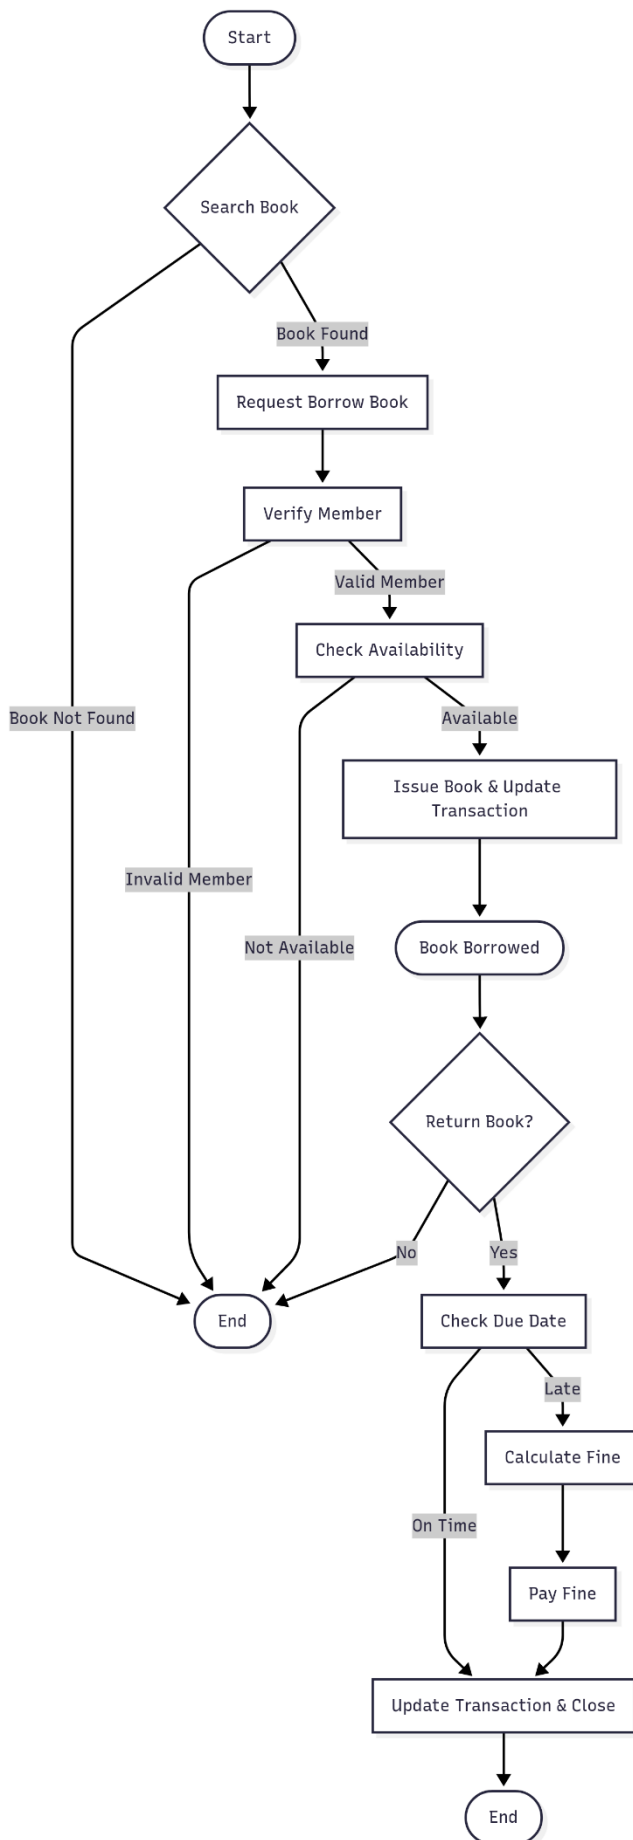 Start
Search Book
Book Found
Request Borrow Book
Verify Member
Valid Member
Check Availability
Book Not Found
Available
Issue Book & Update
Transaction
Invalid Member
Not Available
Book Borrowed
Return Book?
No
Yes
End
Check Due Date
Late
Calculate Fine
On Time
Pay Fine
Update Transaction & Close
End